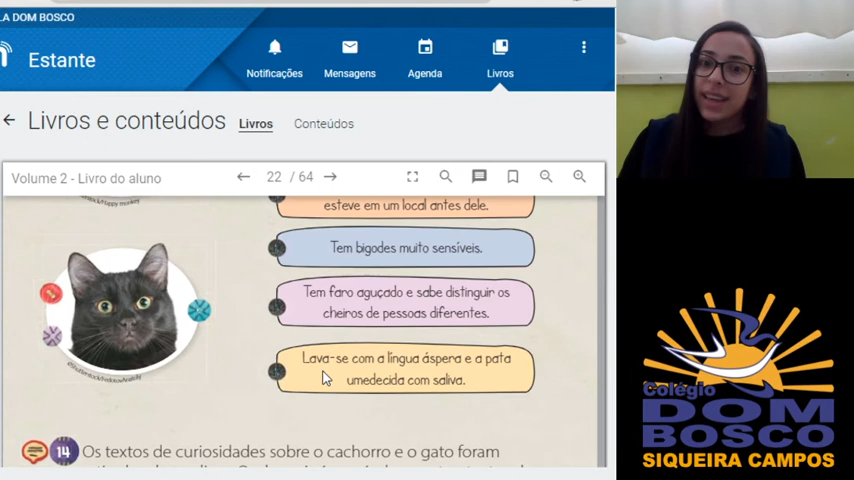 LA DOM BOSCO
Estante
Notificações
Mensagens
Agenda
Livros
Livros e conteúdos
Livros
Conteúdos
Volume 2 - Livro do aluno
22 / 64
esteve em um local antes dele.
Tem bigodes muito sensíveis.
Tem faro aguçado e sabe distinguir os
cheiros de pessoas diferentes.
Lava-se com a língua áspera e a pata
umedecida com saliva.
14 Os textos de curiosidades sobre o cachorro e o gato foram
Colégio
DOM
BOSCO
SIQUEIRA CAMPOS